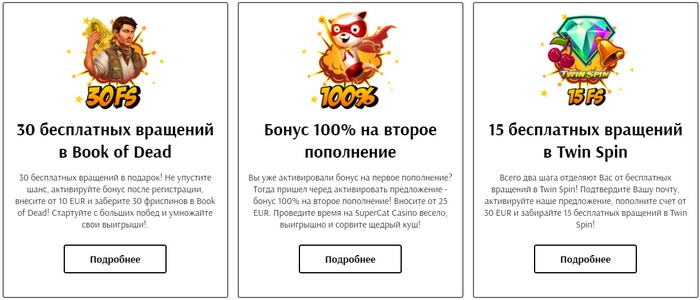 30 FS
30 бесплатных вращений
в Book of Dead
30 бесплатных вращений в подарок! Не упустите
шанс, активируйте бонус после регистрации,
внесите от 10 EUR и заберите 30 фриспинов в Book
of Dead! Стартуйте с больших побед и умножайте
свои выигрыши!.
Подробнее
100%
Бонус 100% на второе
пополнение
Вы уже активировали бонус на первое пополнение?
Тогда пришел черед активировать предложение -
бонус 100% на второе пополнение! Вносите от 25
EUR. Проведите время на SuperCat Casino весело,
выигрышно и сорвите щедрый куш!
Подробнее
TWIN SPIN
15 FS
15 бесплатных вращений
в Twin Spin
Всего два шага отделяют Вас от бесплатных
вращений в Twin Spin! Подтвердите Вашу почту,
активируйте наше предложение, пополните счет от
30 EUR и забирайте 15 бесплатных вращений в Twin
Spin!
Подробнее